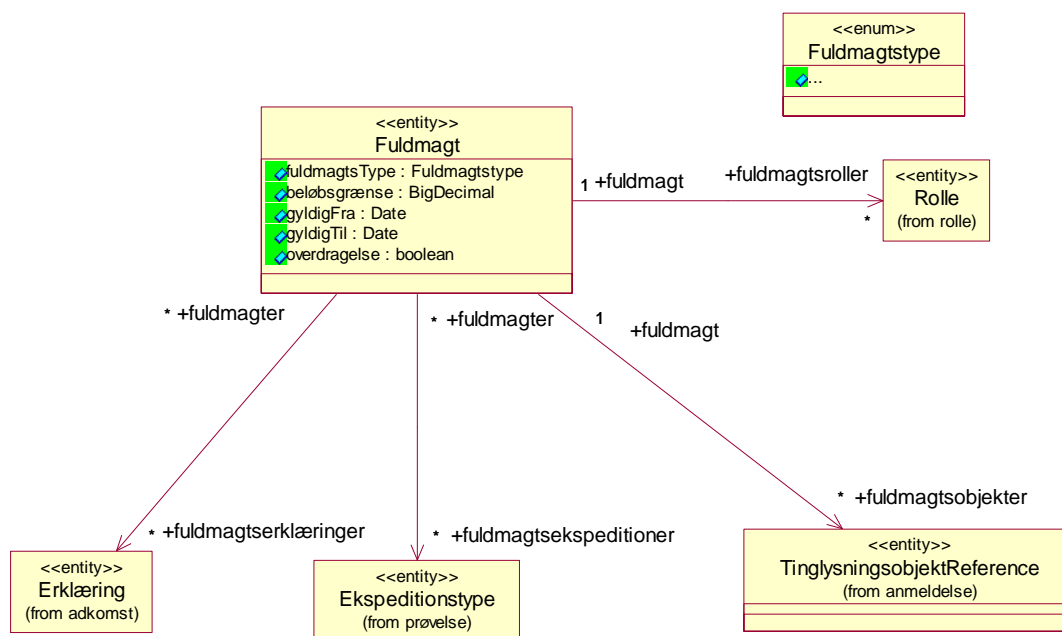 <<enum>>
Fuldmagtstype
...
<<entity>>
Fuldmagt
fuldmagtsType : Fuldmagtstype
beløbsgrænse : BigDecimal
gyldigFra : Date
gyldigTil : Date
overdragelse : boolean
1 +fuldmagt
+fuldmagtsroller
*
<<entity>>
Rolle
(from rolle)
* +fuldmagter
* +fuldmagter
1
+fuldmagt
* +fuldmagtserklæringer
* +fuldmagtsekspeditioner
* +fuldmagtsobjekter
<<entity>>
Erklæring
(from adkomst)
<<entity>>
Ekspeditionstype
(from prøvelse)
<<entity>>
TinglysningsobjektReference
(from anmeldelse)